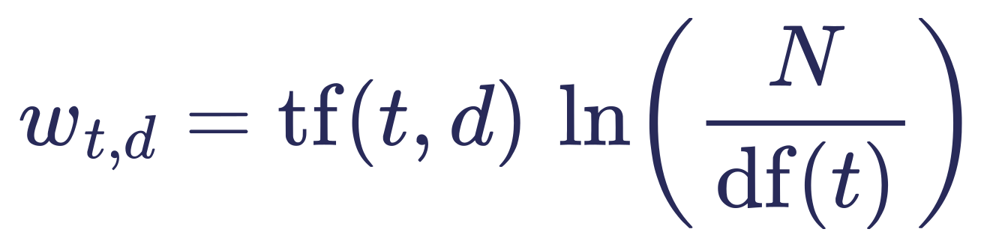 w_{t,d} = tf(t, d) ln(N / df(t))